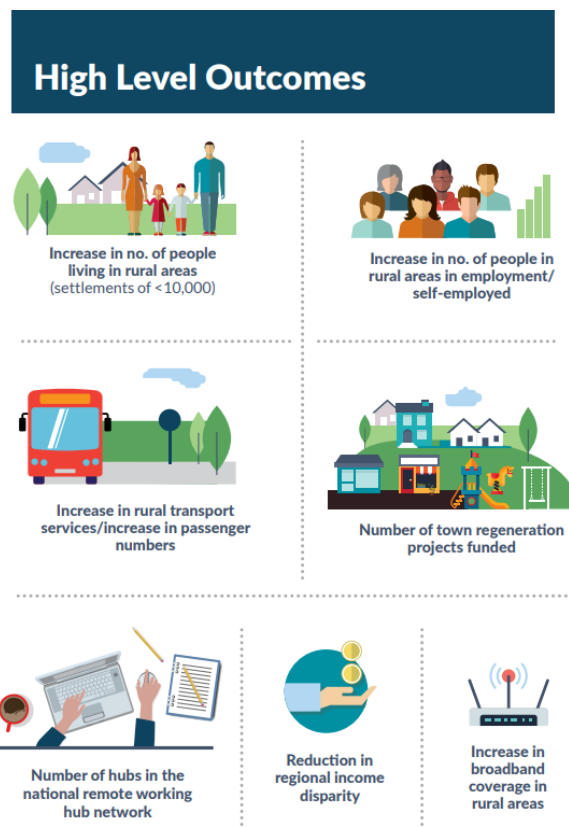 High Level Outcomes
Increase in no. of people
living in rural areas
(settlements of <10,000)
Increase in no. of people in
rural areas in employment/
self-employed
Increase in rural transport
services/increase in passenger
numbers
Number of town regeneration
projects funded
Number of hubs in the
national remote working
hub network
Reduction in
regional income
disparity
Increase in
broadband
coverage in
rural areas